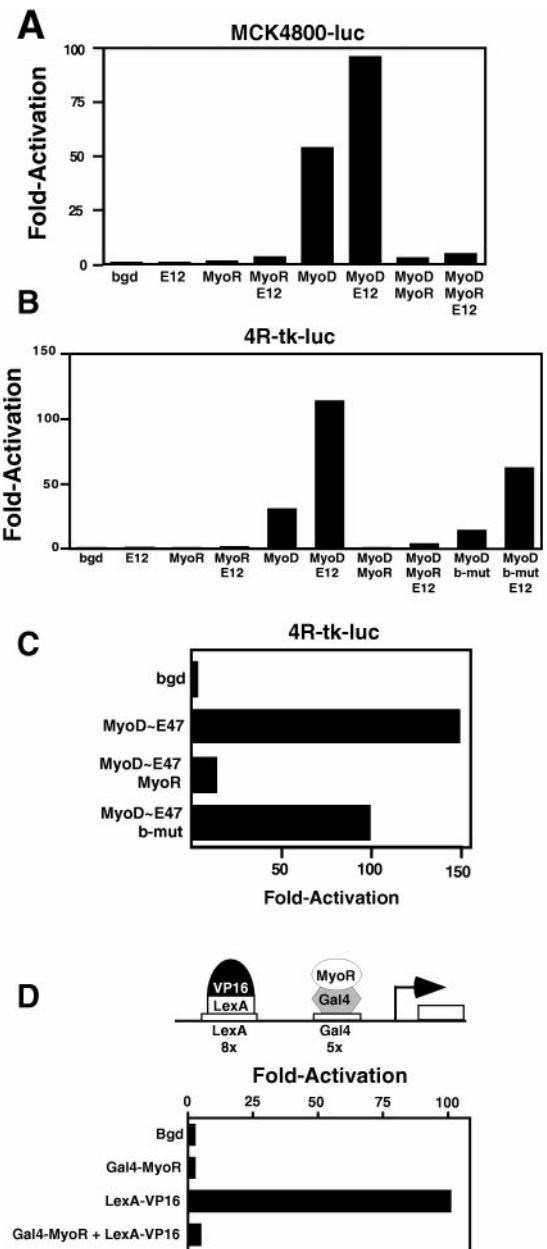 A
MCK4800-luc
Fold-Activation
100
75
50
25
0
bgd E12 MyoR MyoR MyoD MyoD MyoD MyoD
E12 E12 MyoR MyoR
E12
B
4R-tk-luc
Fold-Activation
150
100
50
0
bgd E12 MyoR MyoR MyoD MyoD MyoD MyoD MyoD MyoD
E12 E12 MyoR MyoR b-mut b-mut
E12 E12
C
4R-tk-luc
bgd
MyoD~E47
MyoD~E47
MyoR
MyoD~E47
b-mut
50 100 150
Fold-Activation
D
VP16
LexA
MyoR
Gal4
LexA
8x
Gal4
5x
Fold-Activation
0 25 50 75 100
Bgd
Gal4-MyoR
LexA-VP16
Gal4-MyoR + LexA-VP16